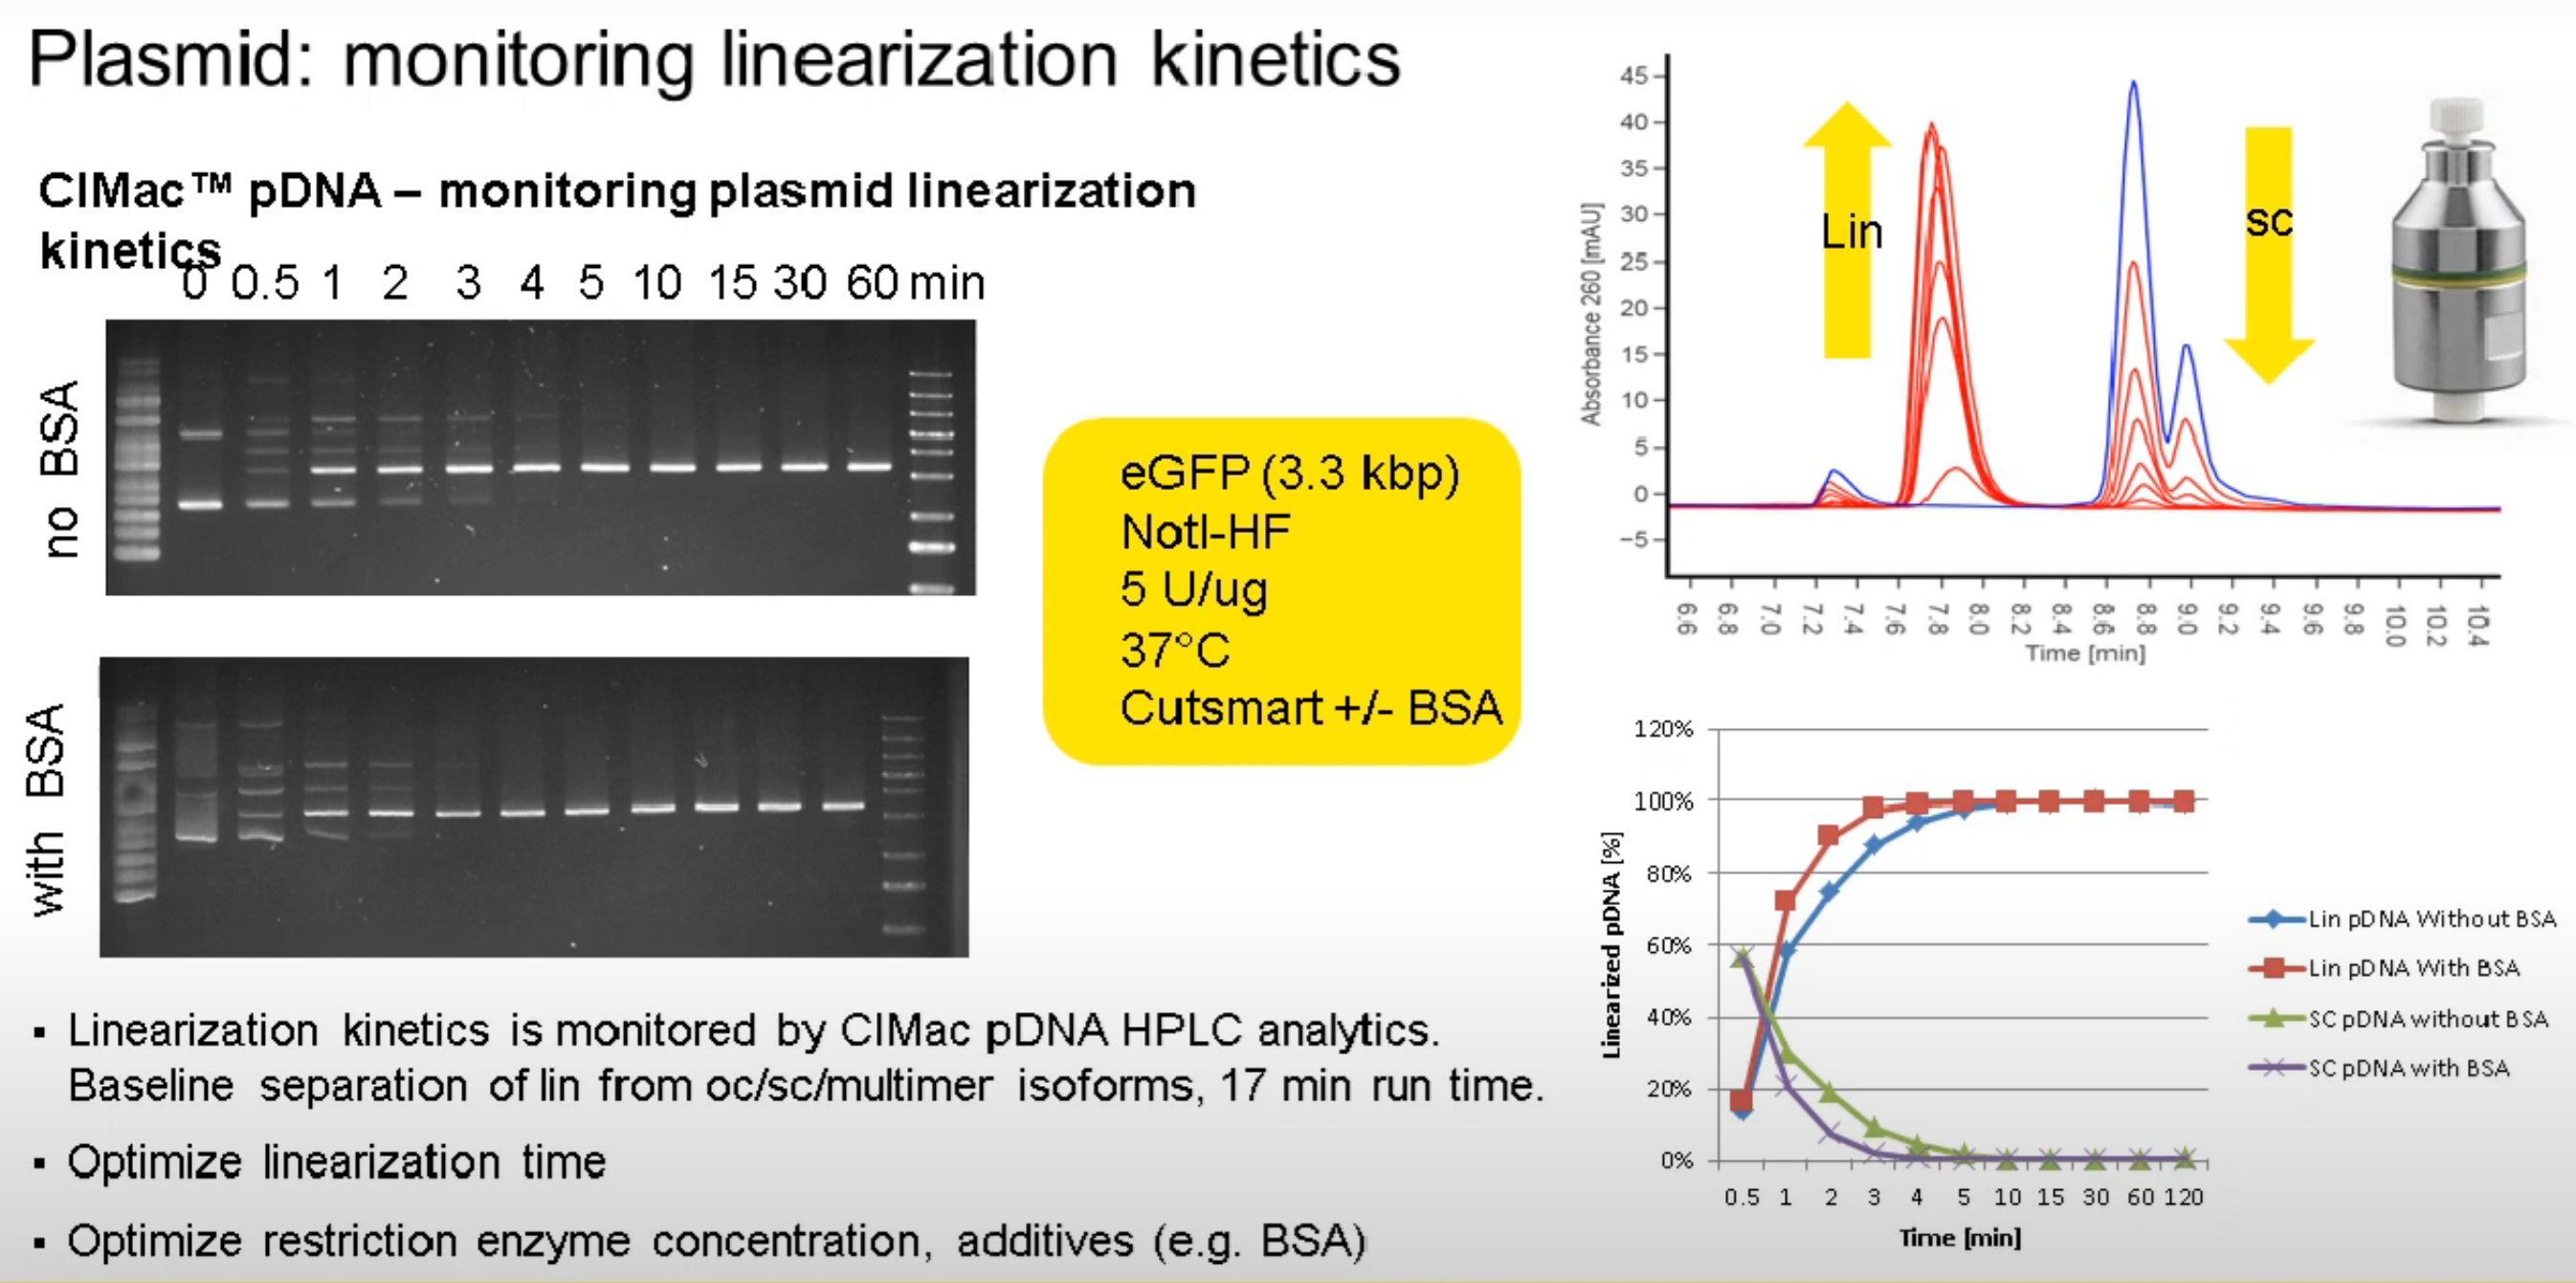 Plasmid: monitoring linearization kinetics
CIMac™ pDNA – monitoring plasmid linearization
kinetics
0 0.5 1 2 3 4 5 10 15 30 60 min
no BSA
with BSA
eGFP (3.3 kbp)
NotI-HF
5 U/ug
37°C
Cutsmart +/- BSA
▪ Linearization kinetics is monitored by CIMac pDNA HPLC analytics.
Baseline separation of lin from oc/sc/multimer isoforms, 17 min run time.
▪ Optimize linearization time
▪ Optimize restriction enzyme concentration, additives (e.g. BSA)
Absorbance 260 [mAU]
45
40
35
30
25
20
15
10
5
0
−5
Lin
sc
6.6 6.8 7.0 7.2 7.4 7.6 7.8 8.0 8.2 8.4 8.6 8.8 9.0 9.2 9.4 9.6 9.8 10.0 10.2 10.4
Time [min]
Linearized pDNA [%]
120%
100%
80%
60%
40%
20%
0%
0.5 1 2 3 4 5 10 15 30 60 120
Time [min]
Lin pDNA Without BSA
Lin pDNA With BSA
SC pDNA without BSA
SC pDNA with BSA